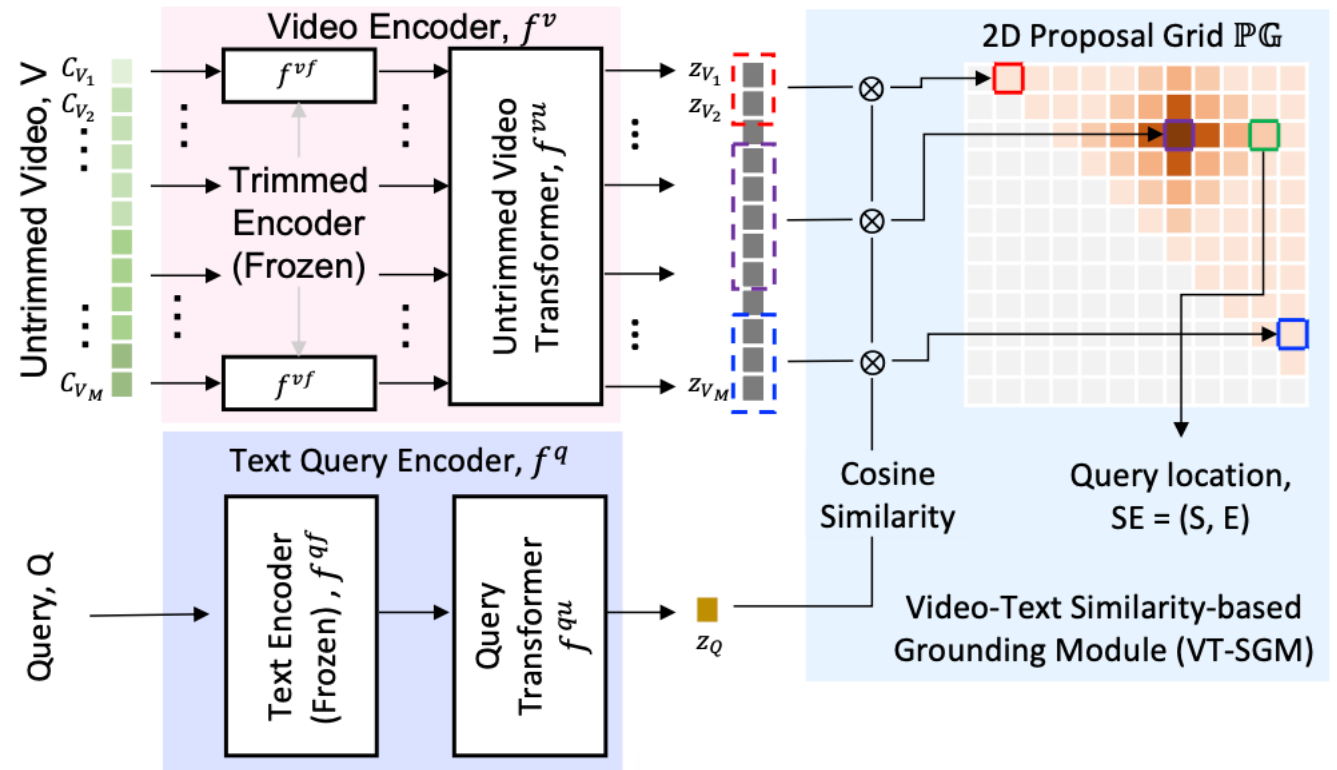 Video Encoder, f^v
Untrimmed Video, V
C_{V_1}
C_{V_2}
C_{V_M}
f^{vf}
Trimmed
Encoder
(Frozen)
f^{vf}
Untrimmed Video
Transformer, f^{vu}
z_{V_1}
z_{V_2}
z_{V_M}
2D Proposal Grid ℙ𝔾
Cosine
Similarity
Query location,
SE = (S, E)
Video-Text Similarity-based
Grounding Module (VT-SGM)
Text Query Encoder, f^q
Query, Q
Text Encoder
(Frozen) , f^{qf}
Query
Transformer
f^{qu}
z_Q